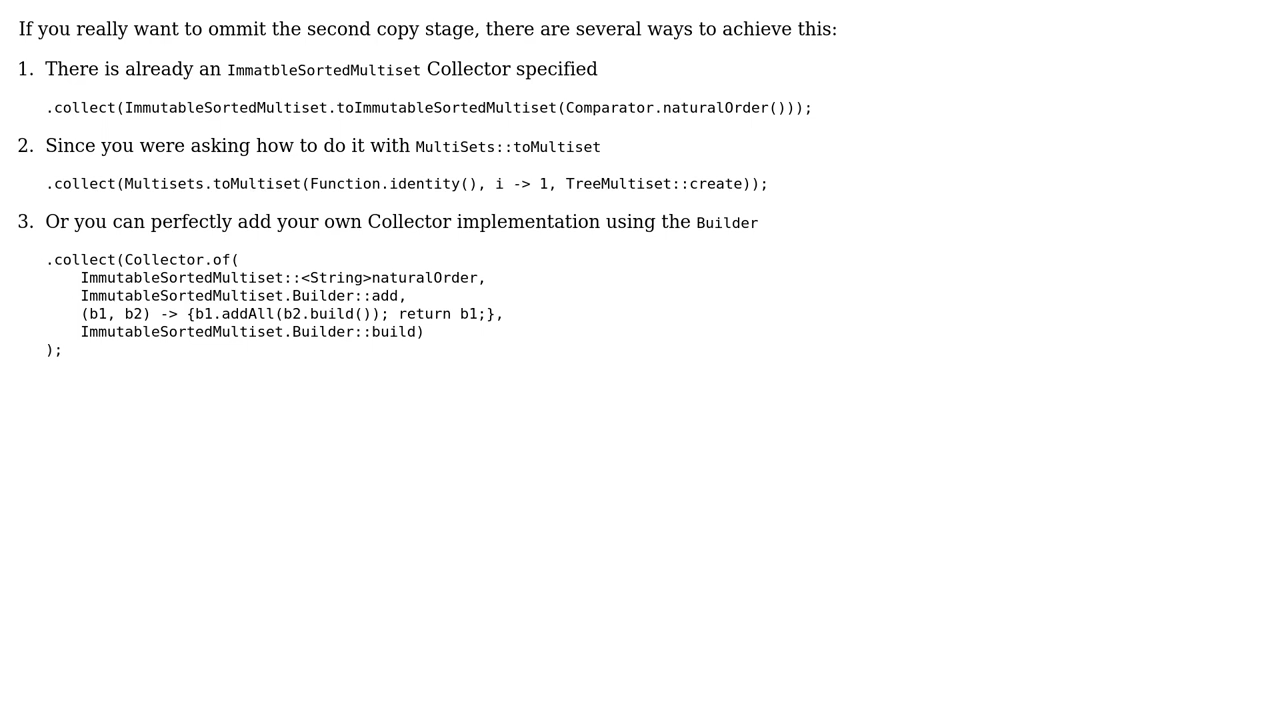 If you really want to ommit the second copy stage, there are several ways to achieve this:
1. There is already an ImmatbleSortedMultiset Collector specified
.collect(ImmutableSortedMultiset.toImmutableSortedMultiset(Comparator.naturalOrder()));
2. Since you were asking how to do it with MultiSets::toMultiset
.collect(Multisets.toMultiset(Function.identity(), i -> 1, TreeMultiset::create));
3. Or you can perfectly add your own Collector implementation using the Builder
.collect(Collector.of(
    ImmutableSortedMultiset::<String>naturalOrder,
    ImmutableSortedMultiset.Builder::add,
    (b1, b2) -> {b1.addAll(b2.build()); return b1;},
    ImmutableSortedMultiset.Builder::build)
);